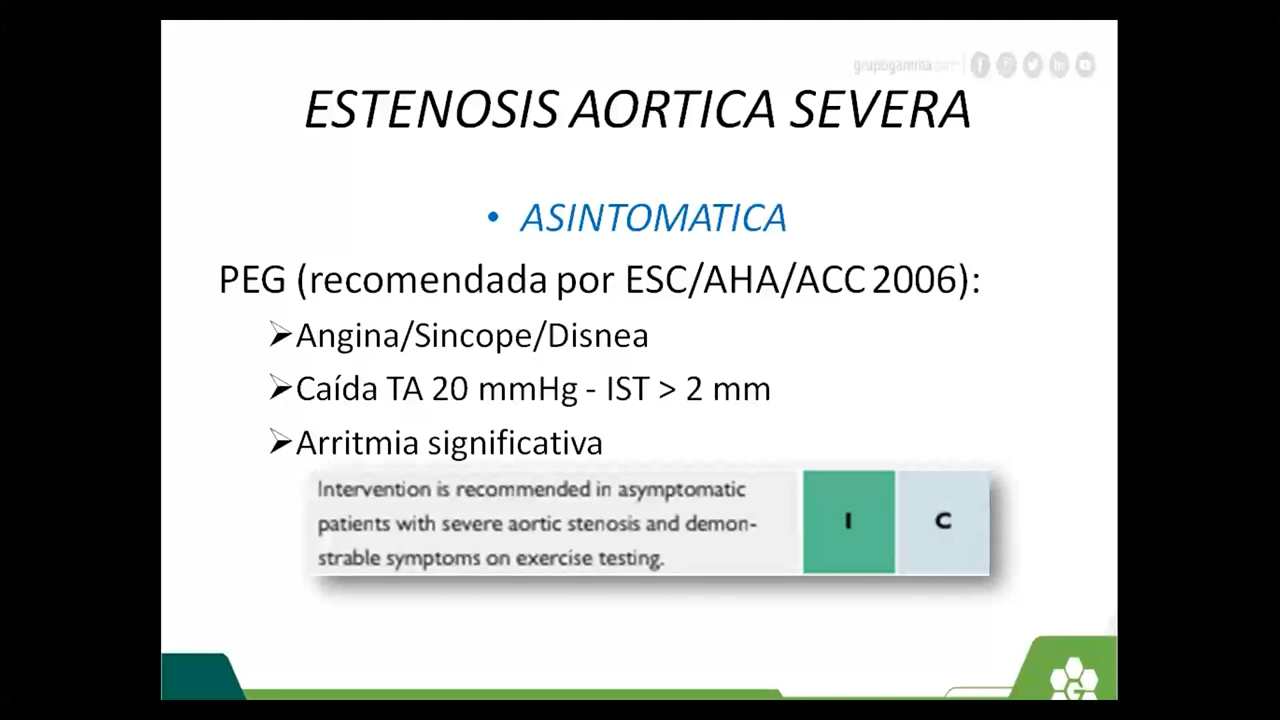 grupogamma.com
ESTENOSIS AORTICA SEVERA
• ASINTOMATICA
PEG (recomendada por ESC/AHA/ACC 2006):
➢Angina/Sincope/Disnea
➢Caída TA 20 mmHg - IST > 2 mm
➢Arritmia significativa
Intervention is recommended in asymptomatic
patients with severe aortic stenosis and demon-
strable symptoms on exercise testing.
I C